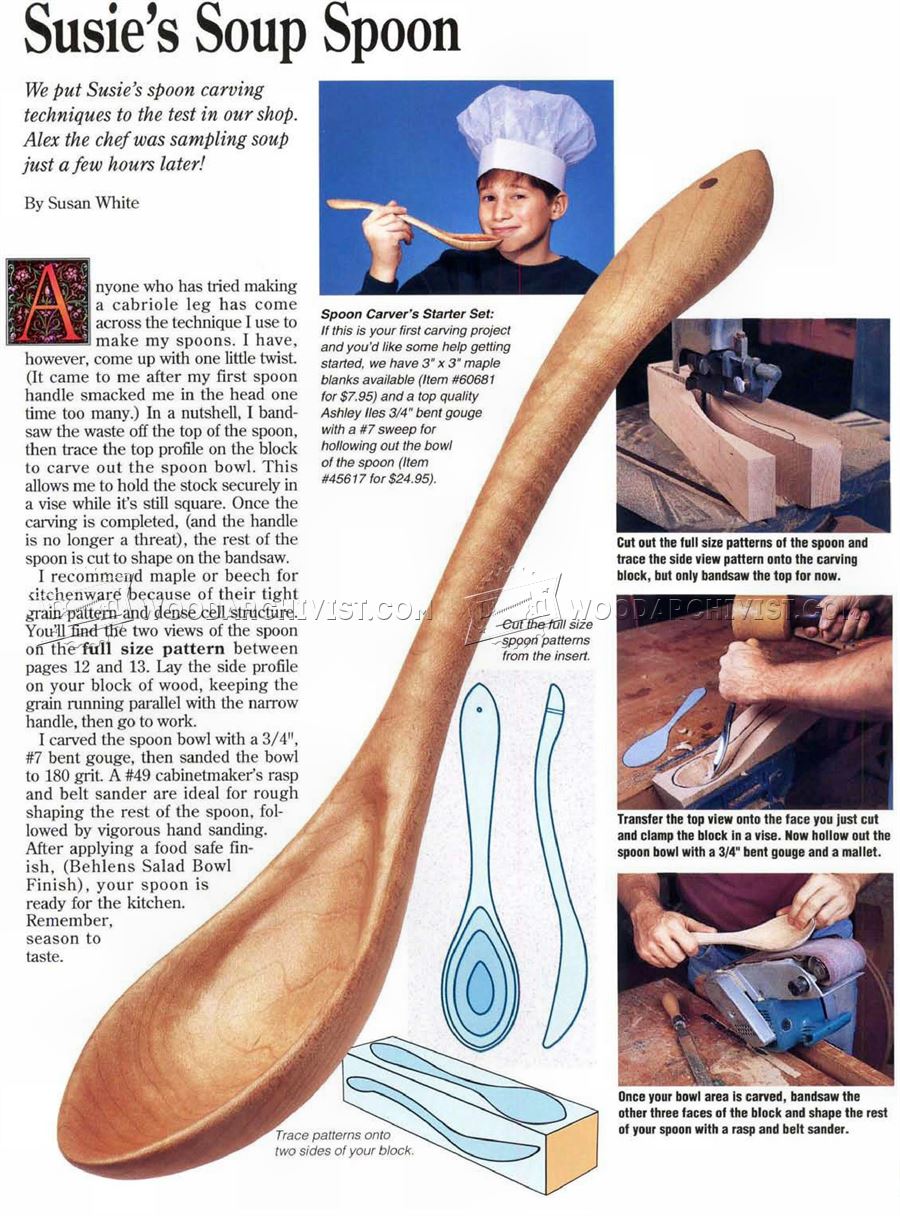 Susie's Soup Spoon
We put Susie's spoon carving
techniques to the test in our shop.
Alex the chef was sampling soup
just a few hours later!
By Susan White
Anyone who has tried making
a cabriole leg has come
across the technique I use to
make my spoons. I have,
however, come up with one little twist.
(It came to me after my first spoon
handle smacked me in the head one
time too many.) In a nutshell, I band-
saw the waste off the top of the spoon,
then trace the top profile on the block
to carve out the spoon bowl. This
allows me to hold the stock securely in
a vise while it's still square. Once the
carving is completed, (and the handle
is no longer a threat), the rest of the
spoon is cut to shape on the bandsaw.
I recommend maple or beech for
kitchenware because of their tight
grain pattern and dense cell structure.
You'll find the two views of the spoon
on the full size pattern between
pages 12 and 13. Lay the side profile
on your block of wood, keeping the
grain running parallel with the narrow
handle, then go to work.
I carved the spoon bowl with a 3/4",
#7 bent gouge, then sanded the bowl
to 180 grit. A #49 cabinetmaker's rasp
and belt sander are ideal for rough
shaping the rest of the spoon, fol-
lowed by vigorous hand sanding.
After applying a food safe fin-
ish, (Behlens Salad Bowl
Finish), your spoon is
ready for the kitchen.
Remember,
season to
taste.
Spoon Carver's Starter Set:
If this is your first carving project
and you'd like some help getting
started, we have 3" x 3" maple
blanks available (Item #60681
for $7.95) and a top quality
Ashley Iles 3/4" bent gouge
with a #7 sweep for
hollowing out the bowl
of the spoon (Item
#45617 for $24.95).
Cut out the full size patterns of the spoon and
trace the side view pattern onto the carving
block, but only bandsaw the top for now.
WOODARCHIVIST.COM WOODARCHIVIST.COM
Cut the full size
spoon patterns
from the insert.
Transfer the top view onto the face you just cut
and clamp the block in a vise. Now hollow out the
spoon bowl with a 3/4" bent gouge and a mallet.
Once your bowl area is carved, bandsaw the
other three faces of the block and shape the rest
of your spoon with a rasp and belt sander.
Trace patterns onto
two sides of your block.